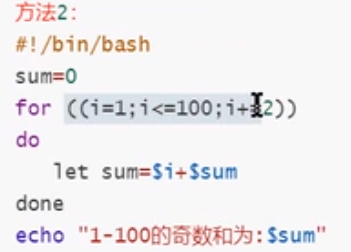 方法2:
#!/bin/bash
sum=0
for ((i=1;i<=100;i+=2))
do
let sum=$i+$sum
done
echo "1-100的奇数和为:$sum"